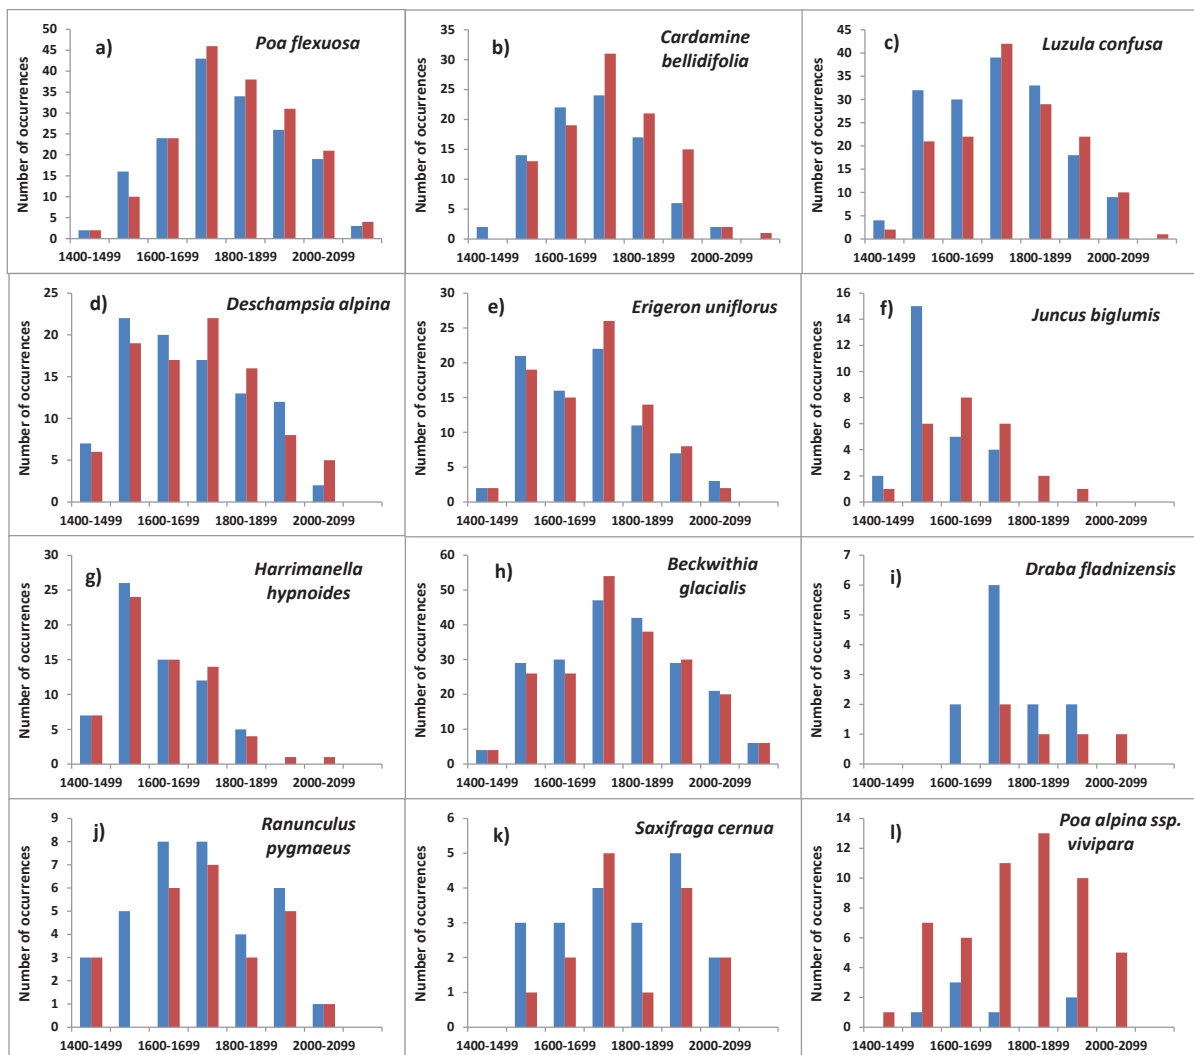 a)
Poa flexuosa
Number of occurrences
50
45
40
35
30
25
20
15
10
5
0
1400-1499 1600-1699 1800-1899 2000-2099
b)
Cardamine
bellidifolia
Number of occurrences
35
30
25
20
15
10
5
0
1400-1499 1600-1699 1800-1899 2000-2099
c)
Luzula confusa
Number of occurrences
45
40
35
30
25
20
15
10
5
0
1400-1499 1600-1699 1800-1899 2000-2099
d)
Deschampsia alpina
Number of occurrences
25
20
15
10
5
0
1400-1499 1600-1699 1800-1899 2000-2099
e)
Erigeron uniflorus
Number of occurrences
30
25
20
15
10
5
0
1400-1499 1600-1699 1800-1899 2000-2099
f)
Juncus biglumis
Number of occurrences
16
14
12
10
8
6
4
2
0
1400-1499 1600-1699 1800-1899 2000-2099
g)
Harrimanella
hypnoides
Number of occurrences
30
25
20
15
10
5
0
1400-1499 1600-1699 1800-1899 2000-2099
h)
Beckwithia
glacialis
Number of occurrences
60
50
40
30
20
10
0
1400-1499 1600-1699 1800-1899 2000-2099
i)
Draba fladnizensis
Number of occurrences
7
6
5
4
3
2
1
0
1400-1499 1600-1699 1800-1899 2000-2099
j)
Ranunculus
pygmaeus
Number of occurrences
9
8
7
6
5
4
3
2
1
0
1400-1499 1600-1699 1800-1899 2000-2099
k)
Saxifraga cernua
Number of occurrences
6
5
4
3
2
1
0
1400-1499 1600-1699 1800-1899 2000-2099
l)
Poa alpina ssp.
vivipara
Number of occurrences
14
12
10
8
6
4
2
0
1400-1499 1600-1699 1800-1899 2000-2099